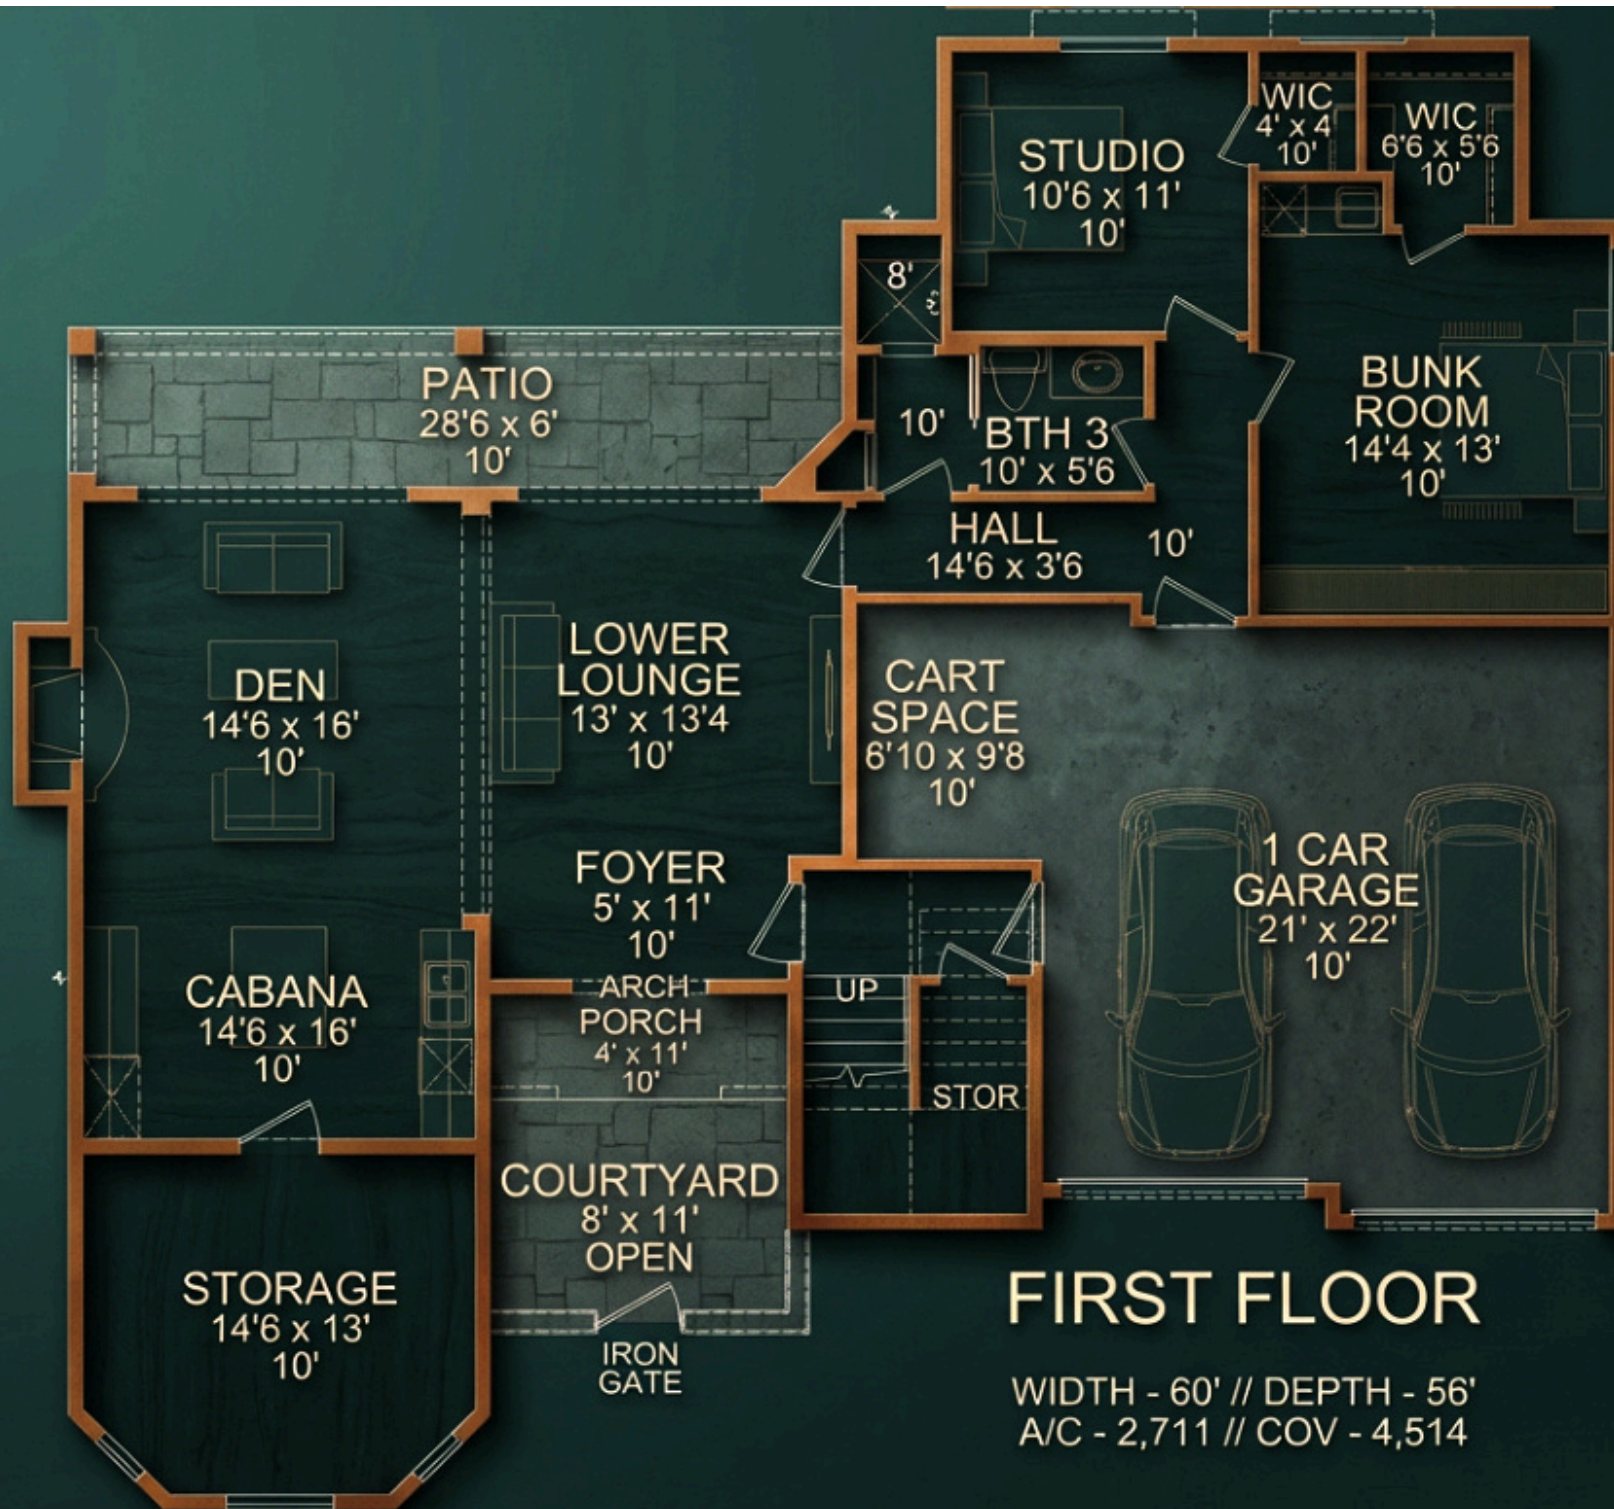 WIC
4' x 4
10'
WIC
6'6 x 5'6
10'
STUDIO
10'6 x 11'
10'
8'
PATIO
28'6 x 6'
10'
10'
BTH 3
10' x 5'6
BUNK
ROOM
14'4 x 13'
10'
HALL
14'6 x 3'6
10'
DEN
14'6 x 16'
10'
LOWER
LOUNGE
13' x 13'4
10'
CART
SPACE
6'10 x 9'8
10'
FOYER
5' x 11'
10'
1 CAR
GARAGE
21' x 22'
10'
CABANA
14'6 x 16'
10'
ARCH
PORCH
4' x 11'
10'
UP
STOR
COURTYARD
8' x 11'
OPEN
STORAGE
14'6 x 13'
10'
IRON
GATE
FIRST FLOOR
WIDTH - 60' // DEPTH - 56'
A/C - 2,711 // COV - 4,514